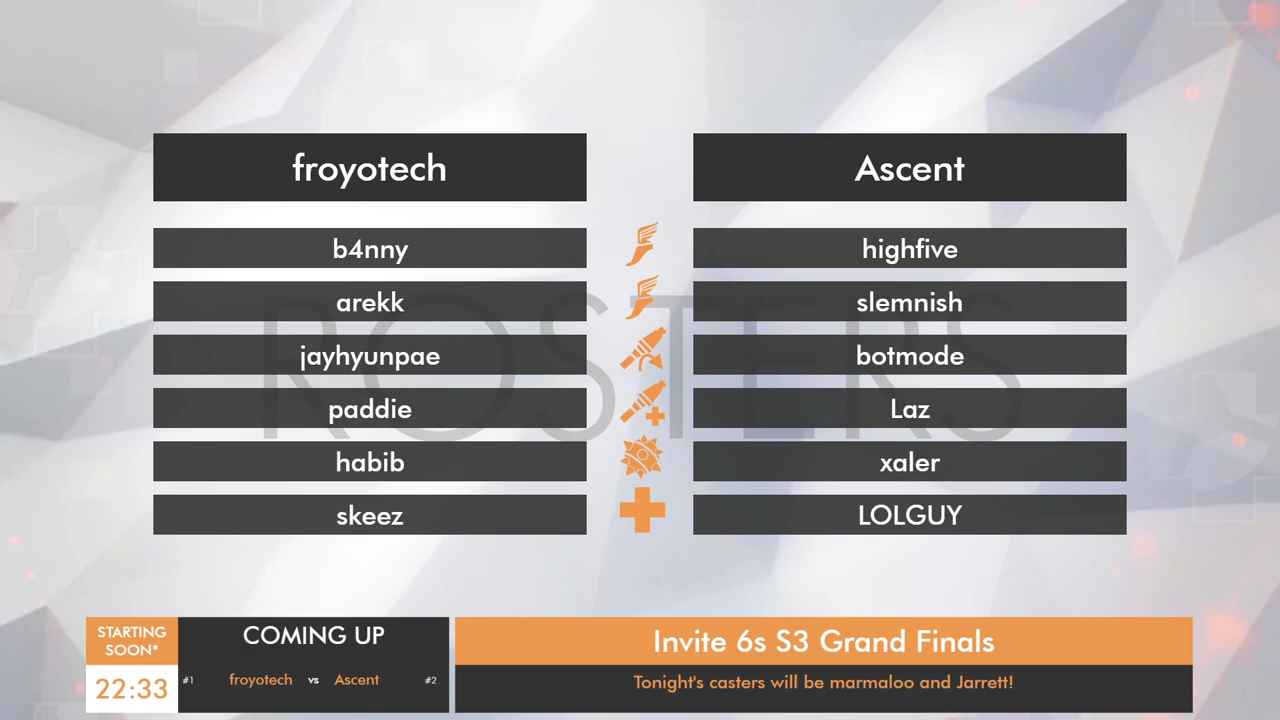 froyotech
Ascent
b4nny
highfive
arekk
slemnish
jayhyunpae
botmode
paddie
Laz
habib
xaler
skeez
LOLGUY
ROSTERS
STARTING
SOON*
22:33
COMING UP
#1 froyotech vs Ascent #2
Invite 6s S3 Grand Finals
Tonight's casters will be marmaloo and Jarrett!